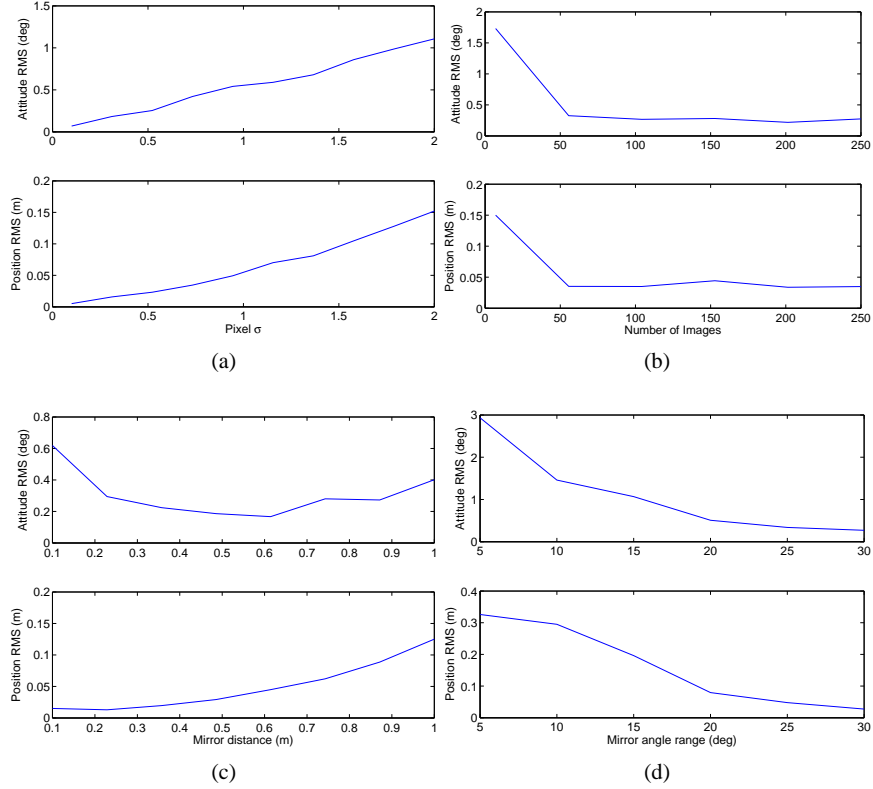 1.5
1
0.5
0
Attitude RMS (deg)
0 0.5 1 1.5 2
0.2
0.15
0.1
0.05
0
Position RMS (m)
0 0.5 1 1.5 2
Pixel σ
(a)
2
1.5
1
0.5
0
Attitude RMS (deg)
0 50 100 150 200 250
0.2
0.15
0.1
0.05
0
Position RMS (m)
0 50 100 150 200 250
Number of Images
(b)
0.8
0.6
0.4
0.2
0
Attitude RMS (deg)
0.1 0.2 0.3 0.4 0.5 0.6 0.7 0.8 0.9 1
0.2
0.15
0.1
0.05
0
Position RMS (m)
0.1 0.2 0.3 0.4 0.5 0.6 0.7 0.8 0.9 1
Mirror distance (m)
(c)
3
2
1
0
Attitude RMS (deg)
5 10 15 20 25 30
0.4
0.3
0.2
0.1
0
Position RMS (m)
5 10 15 20 25 30
Mirror angle range (deg)
(d)